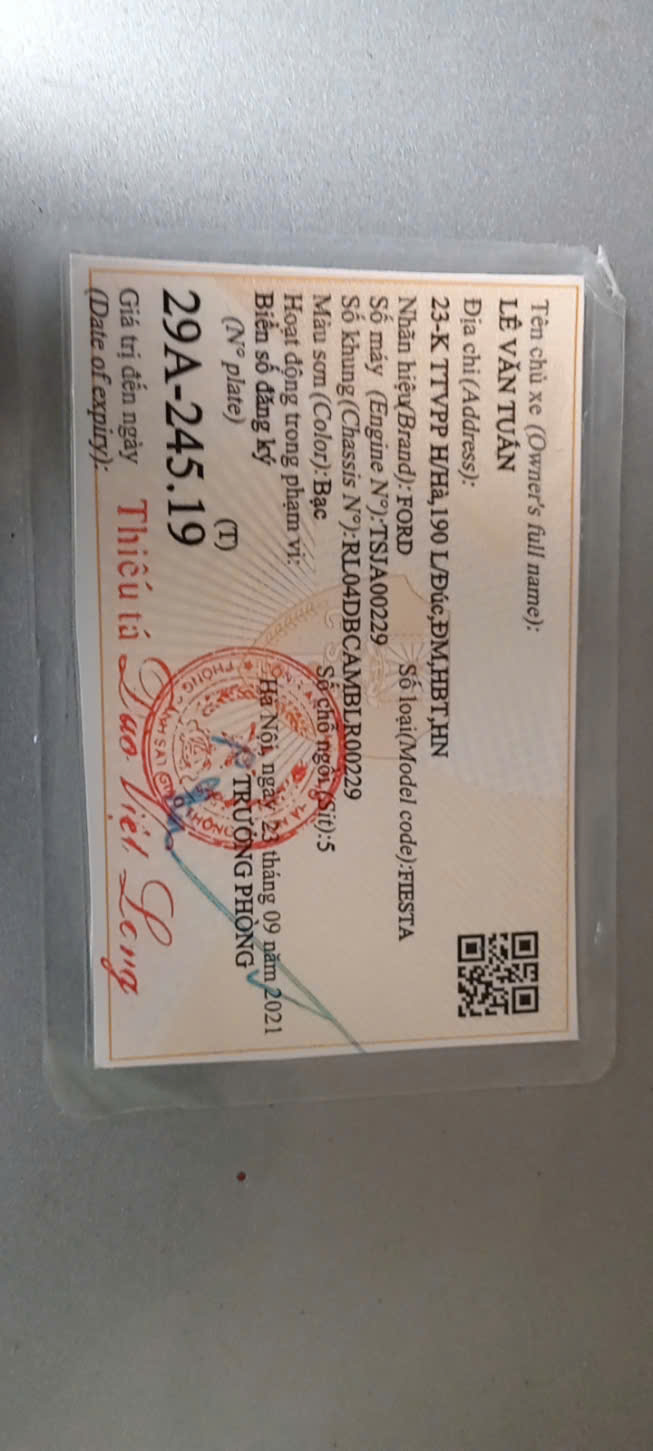 Tên chủ xe (Owner's full name):
LÊ VĂN TUẤN
Địa chỉ (Address):
23-K TTVPP H/Hà,190 L/Đúc,ĐM,HBT,HN
Nhãn hiệu(Brand): FORD Số loại(Model code):FIESTA
Số máy (Engine N°):TSJA00229
Số khung(Chassis N°):RL04DBCAMBLR00229
Màu sơn (Color): Bạc Số chỗ ngồi (Sit):5
Hoạt động trong phạm vi:
Biển số đăng ký
(N° plate)
Hà Nội, ngày 23 tháng 09 năm 2021
TRƯỞNG PHÒNG
(T)
29A-245.19
Giá trị đến ngày
(Date of expiry):
Thiếu tá Đào Việt Long